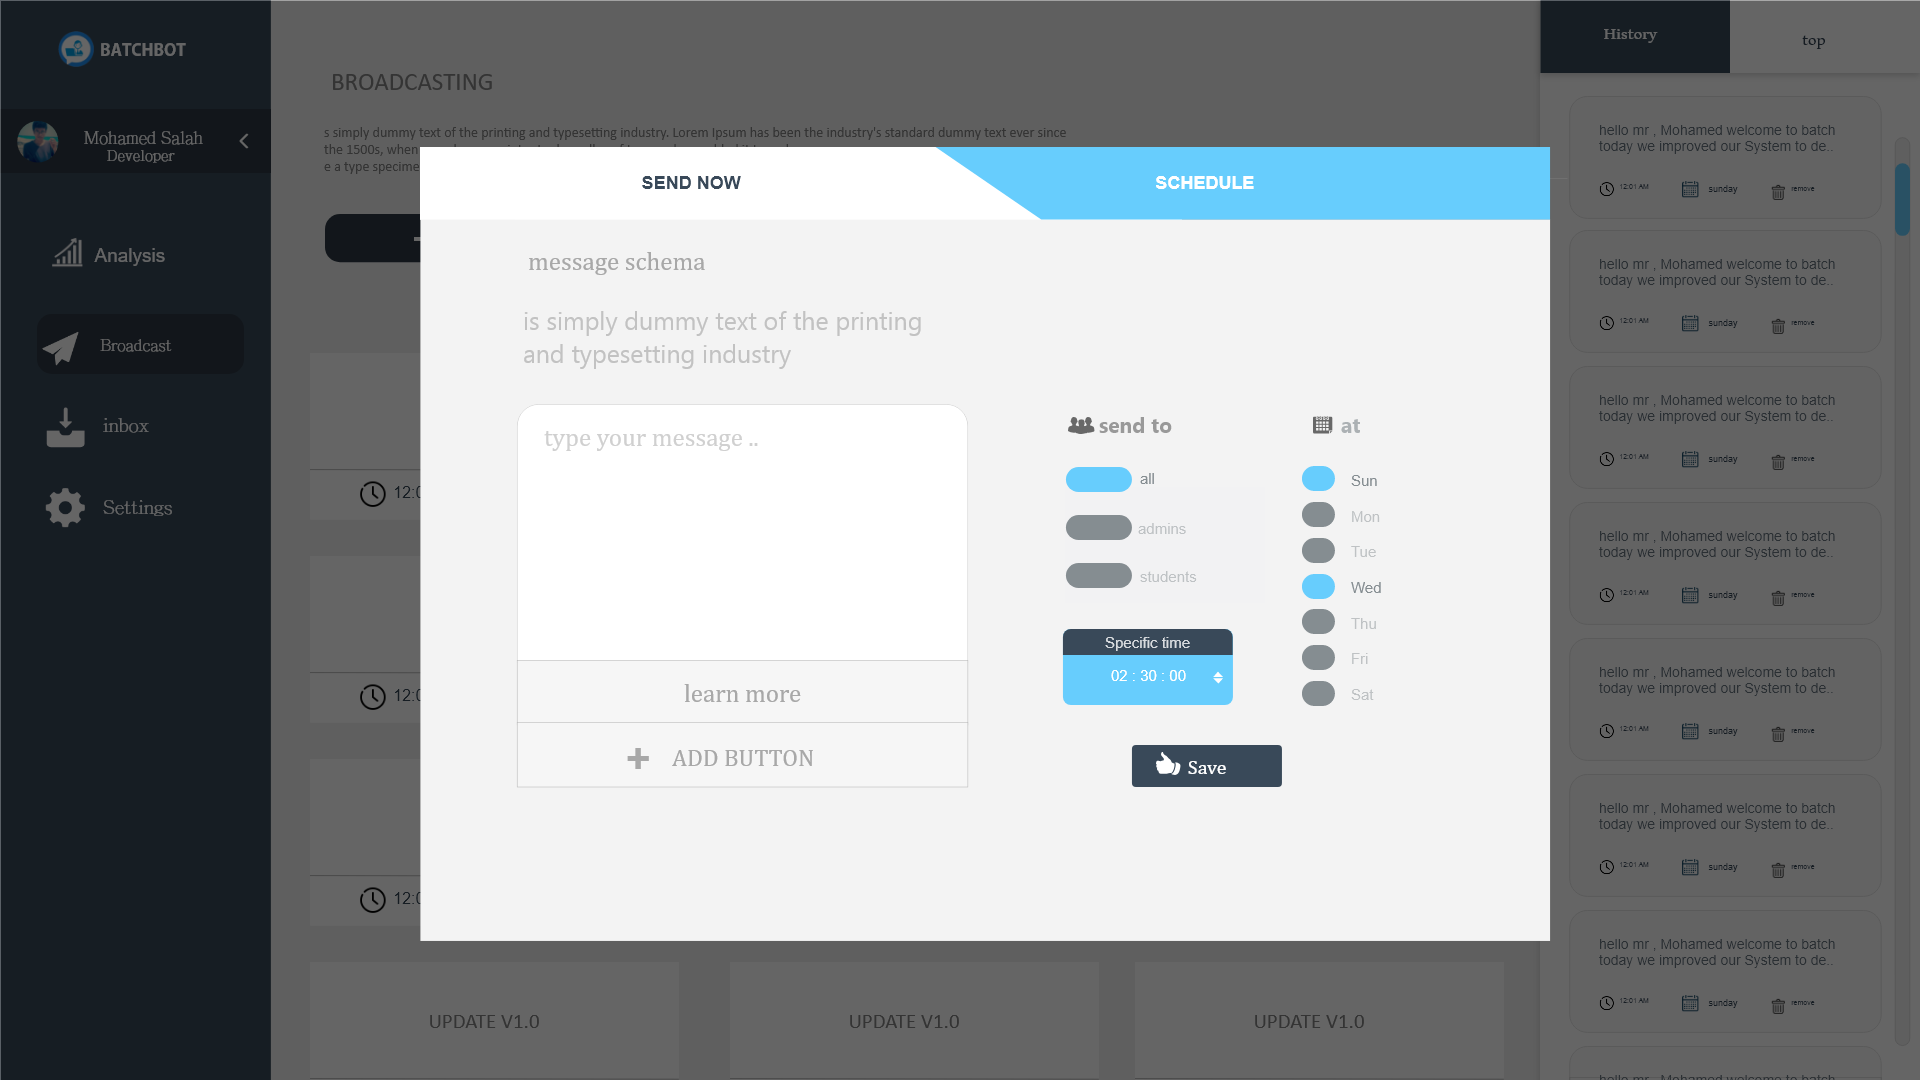 BATCHBOT
Mohamed Salah
Developer
Analysis
Broadcast
inbox
Settings
BROADCASTING
s simply dummy text of the printing and typesetting industry. Lorem Ipsum has been the industry's standard dummy text ever since
the 1500s, when
e a type specime
12:0
12:0
12:0
UPDATE V1.0
UPDATE V1.0
UPDATE V1.0
SEND NOW
SCHEDULE
message schema
is simply dummy text of the printing
and typesetting industry
type your message ..
learn more
ADD BUTTON
send to
all
admins
students
Specific time
02 : 30 : 00
at
Sun
Mon
Tue
Wed
Thu
Fri
Sat
Save
History
top
hello mr , Mohamed welcome to batch
today we improved our System to de..
12:01 AM sunday remove
hello mr , Mohamed welcome to batch
today we improved our System to de..
12:01 AM sunday remove
hello mr , Mohamed welcome to batch
today we improved our System to de..
12:01 AM sunday remove
hello mr , Mohamed welcome to batch
today we improved our System to de..
12:01 AM sunday remove
hello mr , Mohamed welcome to batch
today we improved our System to de..
12:01 AM sunday remove
hello mr , Mohamed welcome to batch
today we improved our System to de..
12:01 AM sunday remove
hello mr , Mohamed welcome to batch
today we improved our System to de..
12:01 AM sunday remove
hello mr , Mohamed welcome to batch